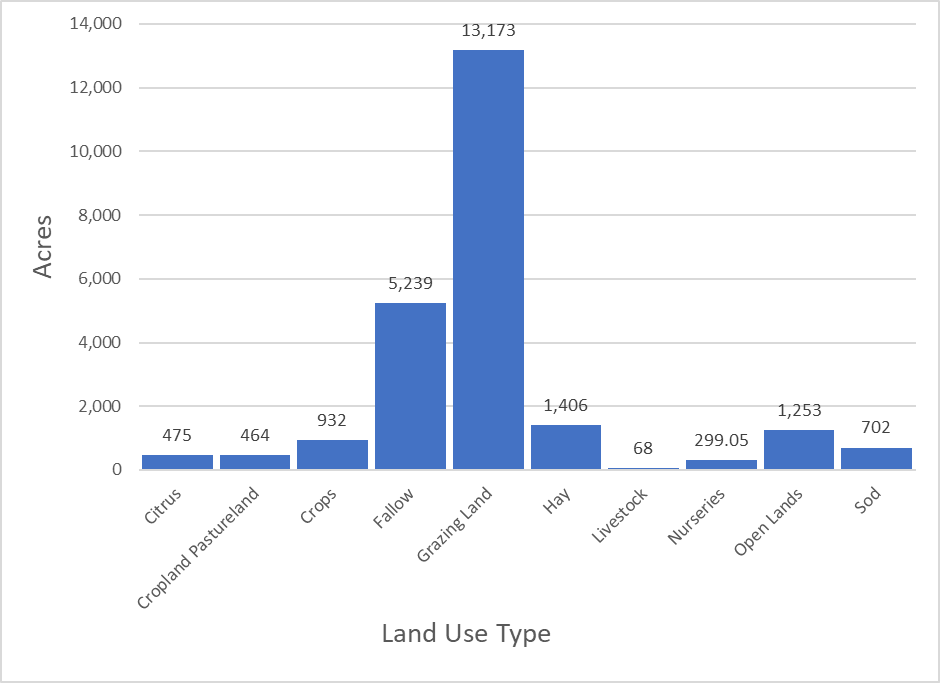 14,000
12,000
10,000
8,000
6,000
4,000
2,000
0
Acres
475
464
932
5,239
13,173
1,406
68
299.05
1,253
702
Citrus
Cropland Pastureland
Crops
Fallow
Grazing Land
Hay
Livestock
Nurseries
Open Lands
Sod
Land Use Type